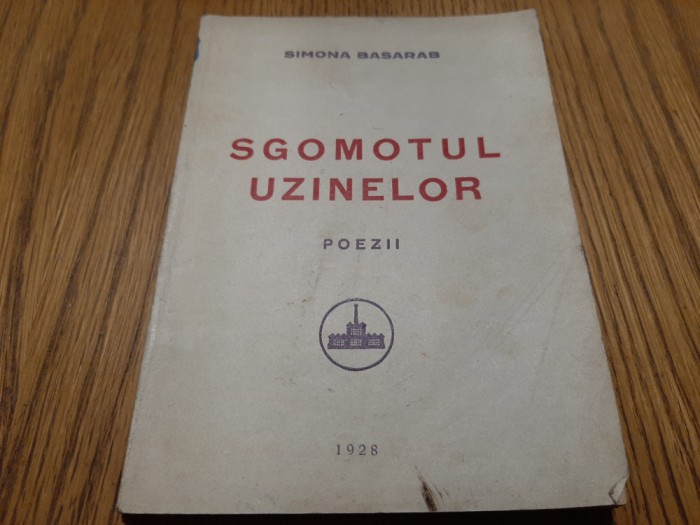 SIMONA BASARAB
SGOMOTUL
UZINELOR
POEZII
1928